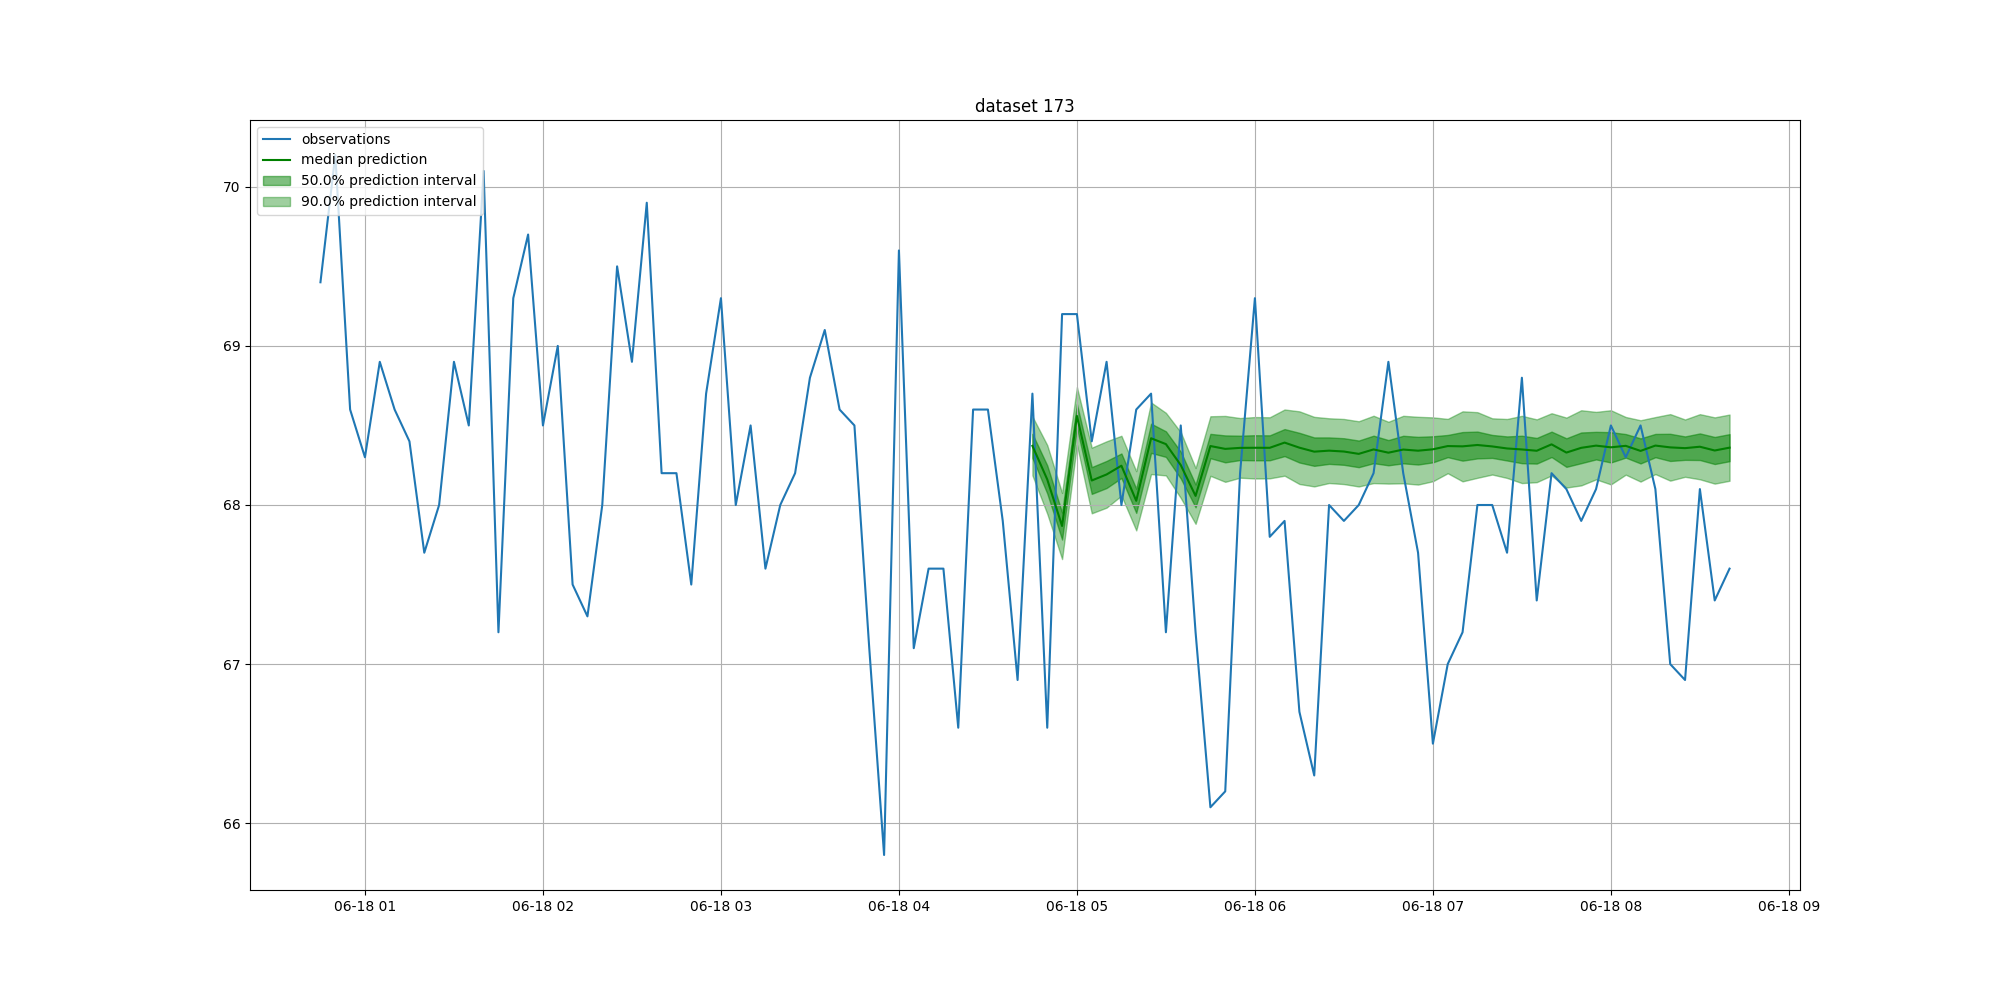 dataset 173
observations
median prediction
50.0% prediction interval
90.0% prediction interval
70
69
68
67
66
06-18 01
06-18 02
06-18 03
06-18 04
06-18 05
06-18 06
06-18 07
06-18 08
06-18 09